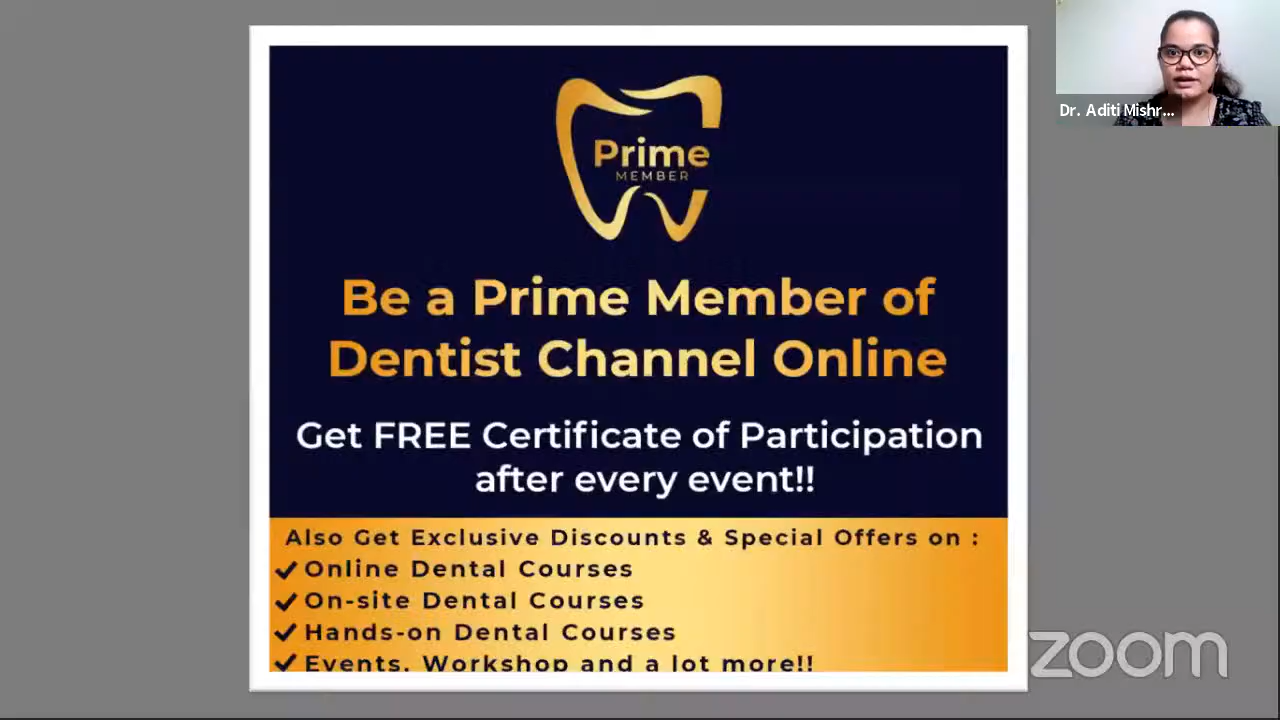 Prime
MEMBER
Be a Prime Member of
Dentist Channel Online
Get FREE Certificate of Participation
after every event!!
Also Get Exclusive Discounts & Special Offers on :
Online Dental Courses
On-site Dental Courses
Hands-on Dental Courses
Events, Workshop and a lot more!!
Dr. Aditi Mishr...
zoom